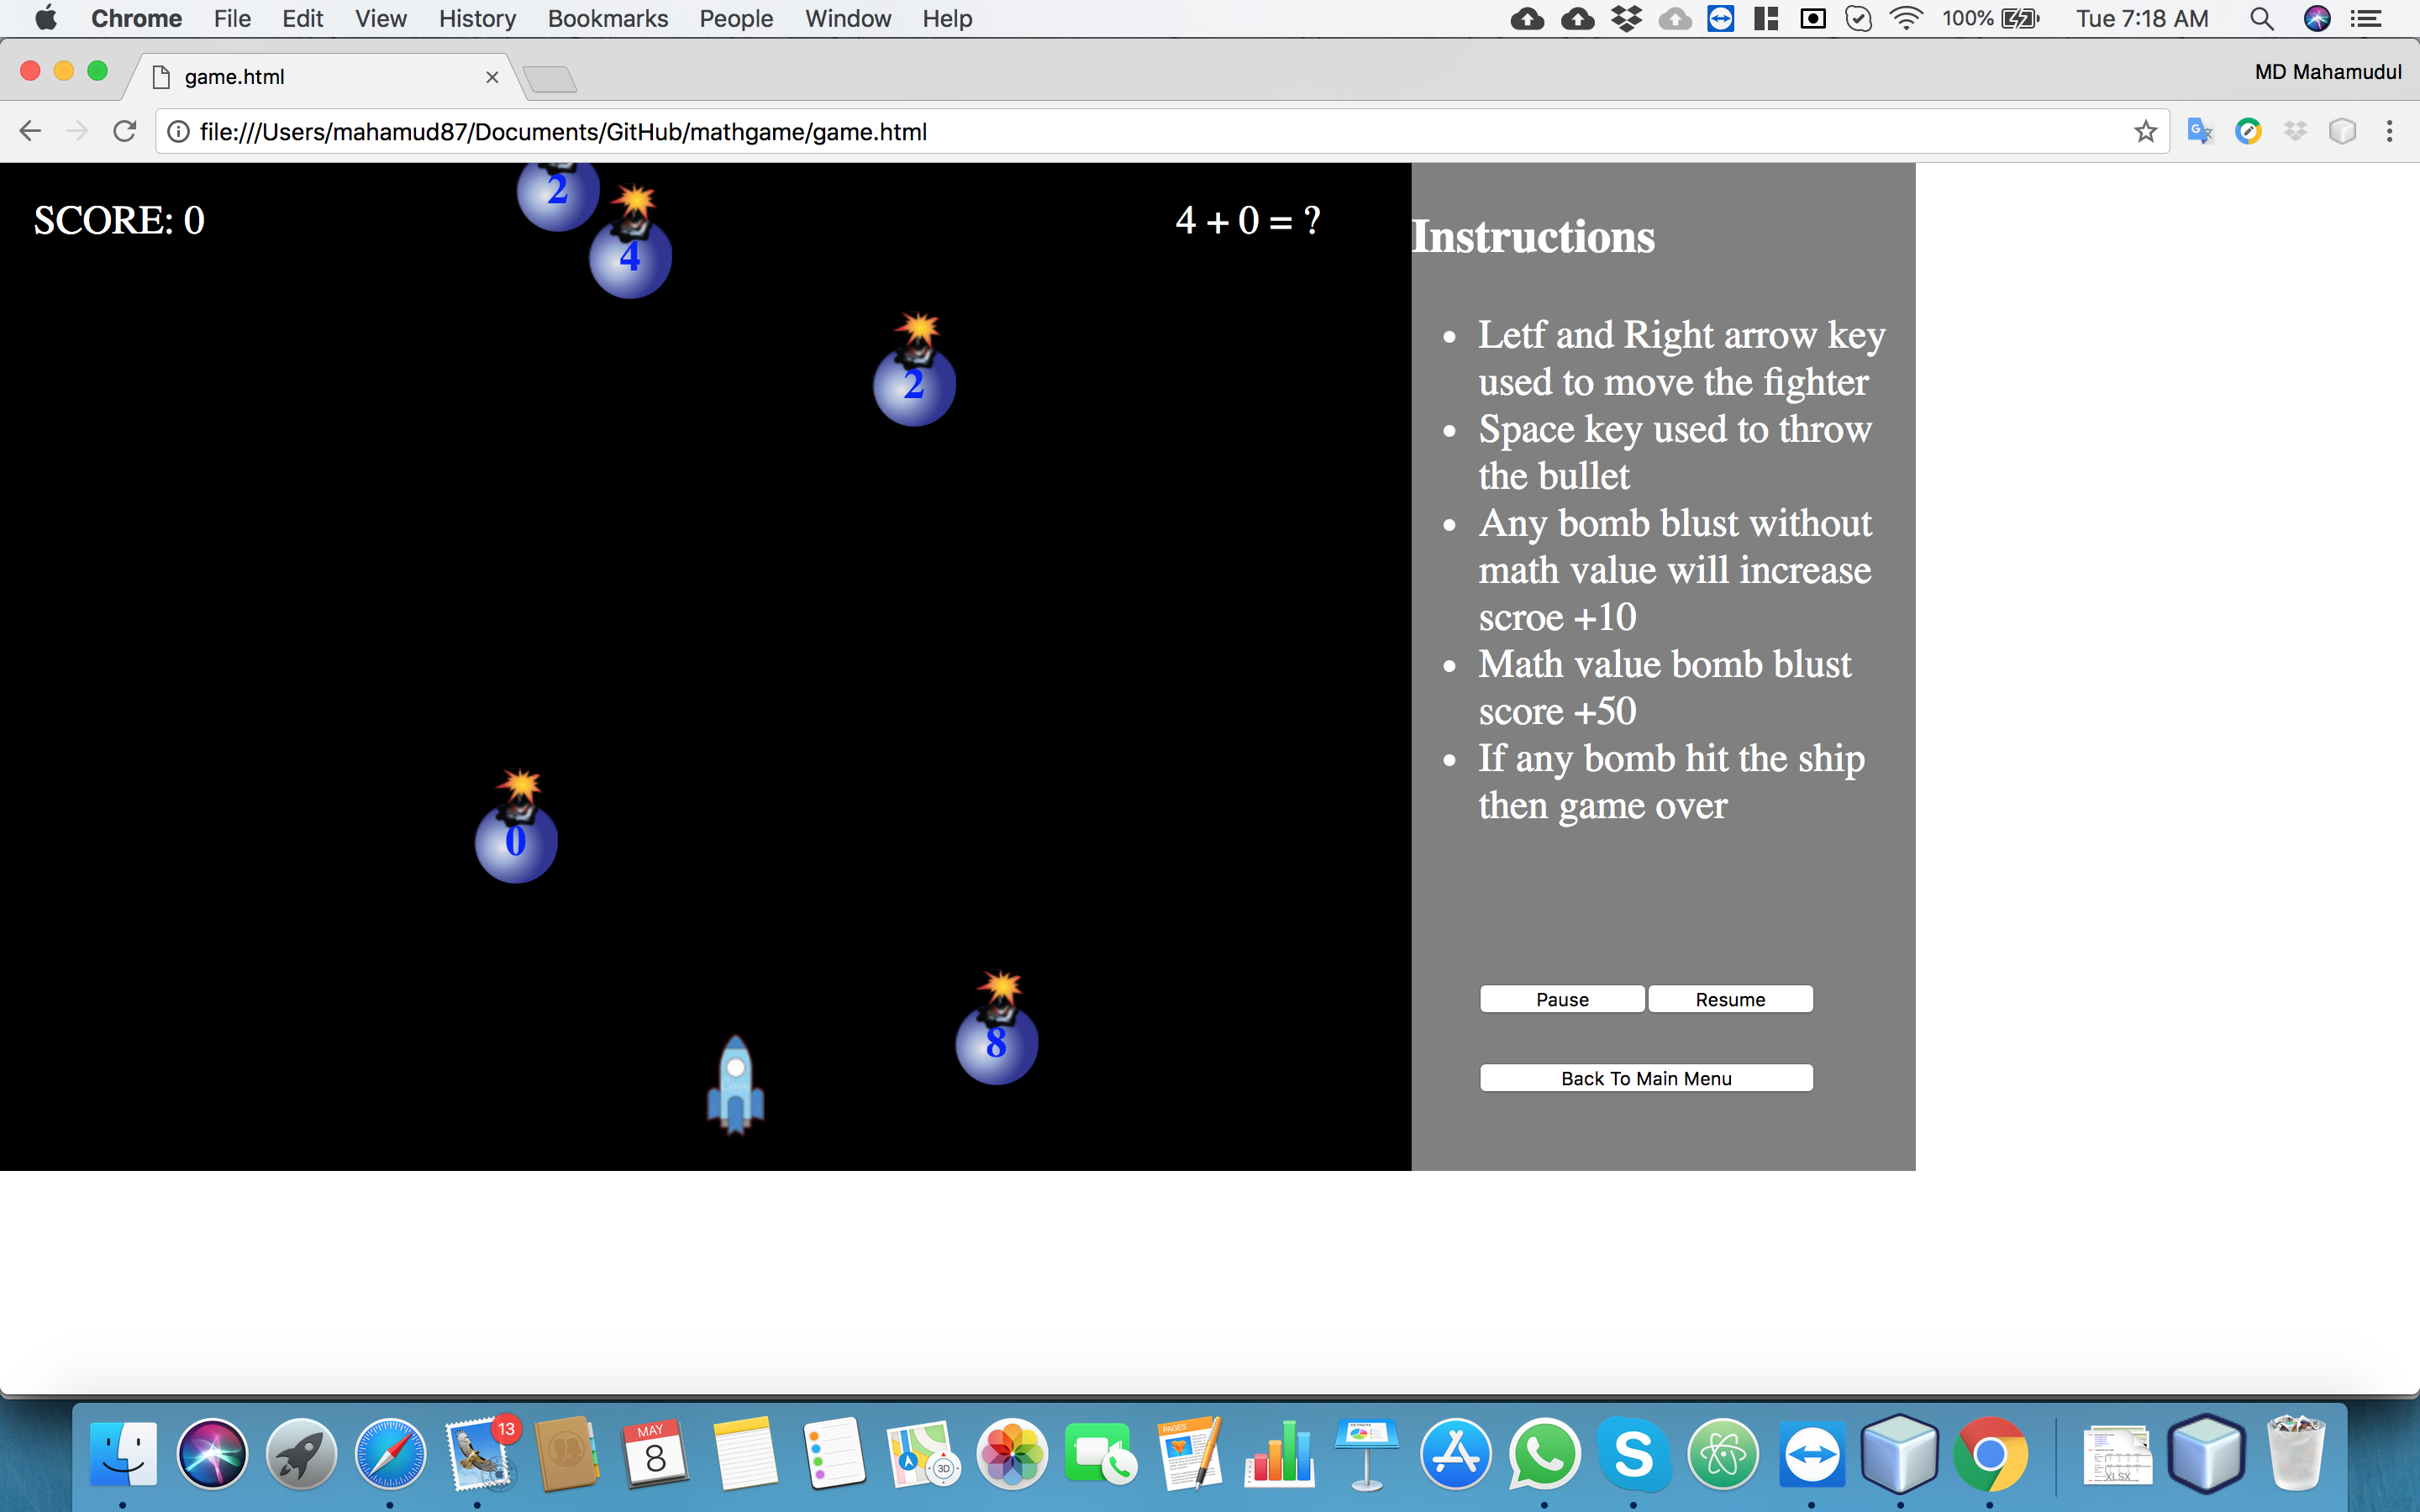 Chrome File Edit View History Bookmarks People Window Help 100% Tue 7:18 AM
game.html MD Mahamudul
file:///Users/mahamud87/Documents/GitHub/mathgame/game.html
SCORE: 0
4 + 0 = ?
2
4
2
0
8
Instructions
• Letf and Right arrow key
used to move the fighter
• Space key used to throw
the bullet
• Any bomb blust without
math value will increase
scroe +10
• Math value bomb blust
score +50
• If any bomb hit the ship
then game over
Pause Resume
Back To Main Menu
13
MAY
8
3D
PAGES
XLSX